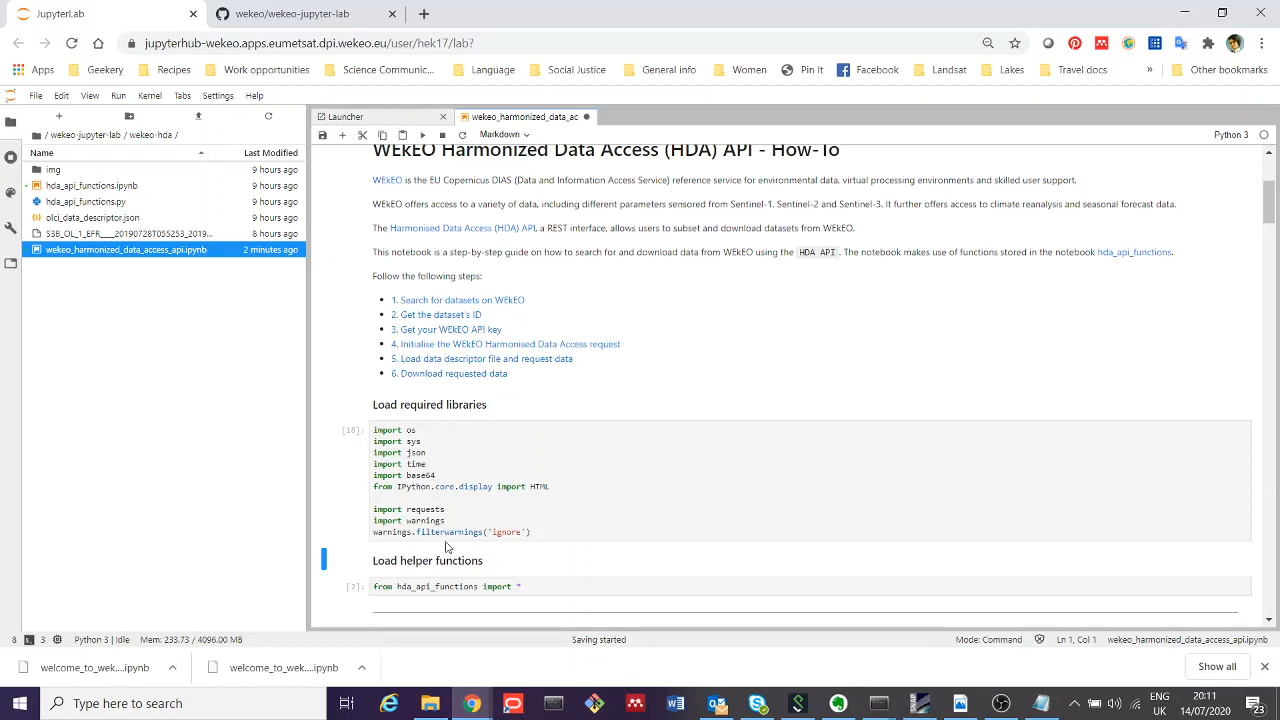 JupyterLab
wekeo/wekeo-jupyter-lab
jupyterhub-wekeo.apps.eumetsat.dpi.wekeo.eu/user/hek17/lab?
Apps Geekery Recipes Work opportunities Science Communic... Language Social Justice General info Women Pin It Facebook Landsat Lakes Travel docs » Other bookmarks
File Edit View Run Kernel Tabs Settings Help
Launcher
wekeo_harmonized_data_ac
/ wekeo-jupyter-lab / wekeo-hda /
Markdown
Python 3
Name Last Modified
img 9 hours ago
hda_api_functions.ipynb 9 hours ago
hda_api_functions.py 9 hours ago
olci_data_descriptor.json 9 hours ago
S3B_OL_1_EFR____20190728T055253_2019... 8 hours ago
wekeo_harmonized_data_access_api.ipynb 2 minutes ago
WEkEO Harmonized Data Access (HDA) API - How-To
WEkEO is the EU Copernicus DIAS (Data and Information Access Service) reference service for environmental data, virtual processing environments and skilled user support.
WEkEO offers access to a variety of data, including different parameters sensored from Sentinel-1, Sentinel-2 and Sentinel-3. It further offers access to climate reanalysis and seasonal forecast data.
The Harmonised Data Access (HDA) API, a REST interface, allows users to subset and download datasets from WEkEO.
This notebook is a step-by-step guide on how to search for and download data from WEkEO using the HDA API . The notebook makes use of functions stored in the notebook hda_api_functions.
Follow the following steps:
• 1. Search for datasets on WEkEO
• 2. Get the dataset's ID
• 3. Get your WEkEO API key
• 4. Initialise the WEkEO Harmonised Data Access request
• 5. Load data descriptor file and request data
• 6. Download requested data
Load required libraries
[18]: import os
import sys
import json
import time
import base64
from IPython.core.display import HTML
import requests
import warnings
warnings.filterwarnings('ignore')
Load helper functions
[2]: from hda_api_functions import *
8 3 Python 3 | Idle Mem: 233.73 / 4096.00 MB Saving started Mode: Command Ln 1, Col 1 wekeo_harmonized_data_access_api.ipynb
welcome_to_wek....ipynb
welcome_to_wek....ipynb
Show all
Type here to search
ENG
UK
20:11
14/07/2020
23